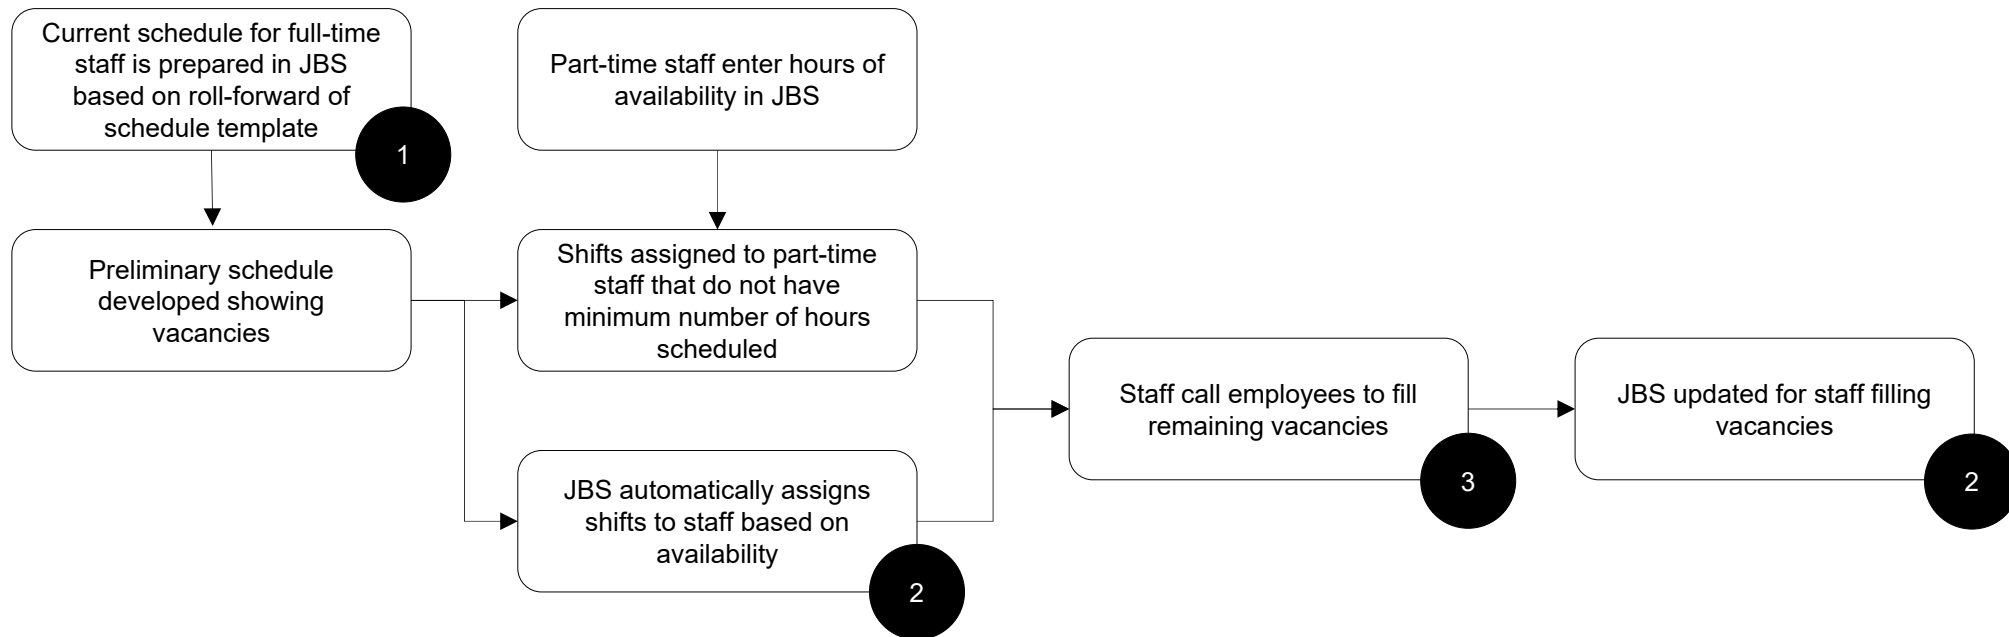 Current schedule for full-time
staff is prepared in JBS
based on roll-forward of
schedule template
1
Part-time staff enter hours of
availability in JBS
Preliminary schedule
developed showing
vacancies
Shifts assigned to part-time
staff that do not have
minimum number of hours
scheduled
JBS automatically assigns
shifts to staff based on
availability
2
Staff call employees to fill
remaining vacancies
3
JBS updated for staff filling
vacancies
2